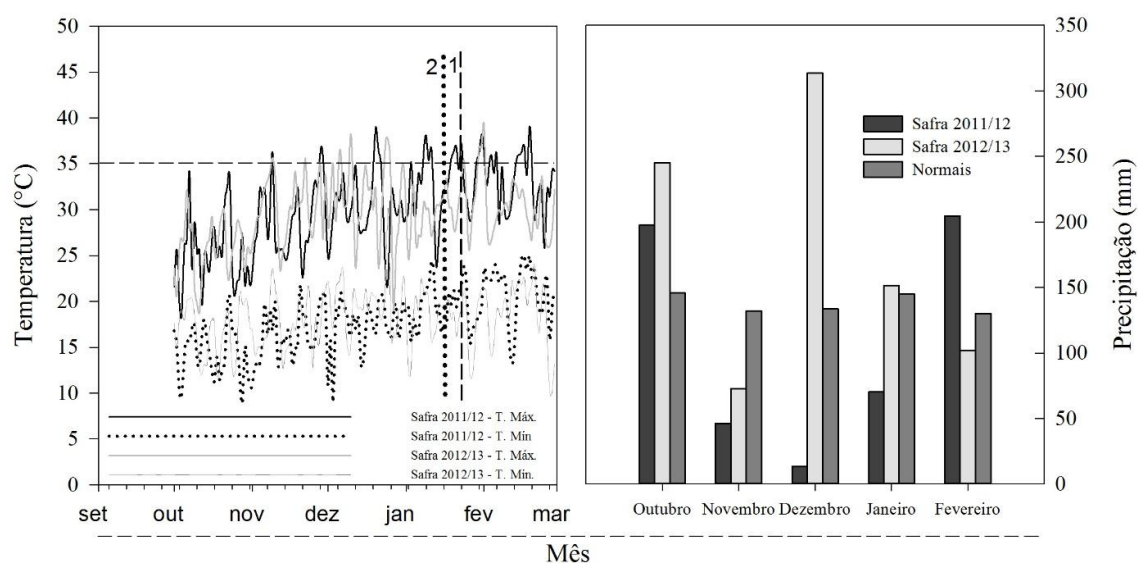 50
45
40
35
30
25
20
15
10
5
0
Temperatura (°C)
2 1
Safra 2011/12 - T. Máx.
Safra 2011/12 - T. Mín
Safra 2012/13 - T. Máx.
Safra 2012/13 - T. Mín.
set out nov dez jan fev mar
350
300
250
200
150
100
50
0
Precipitação (mm)
Safra 2011/12
Safra 2012/13
Normais
Outubro Novembro Dezembro Janeiro Fevereiro
Mês